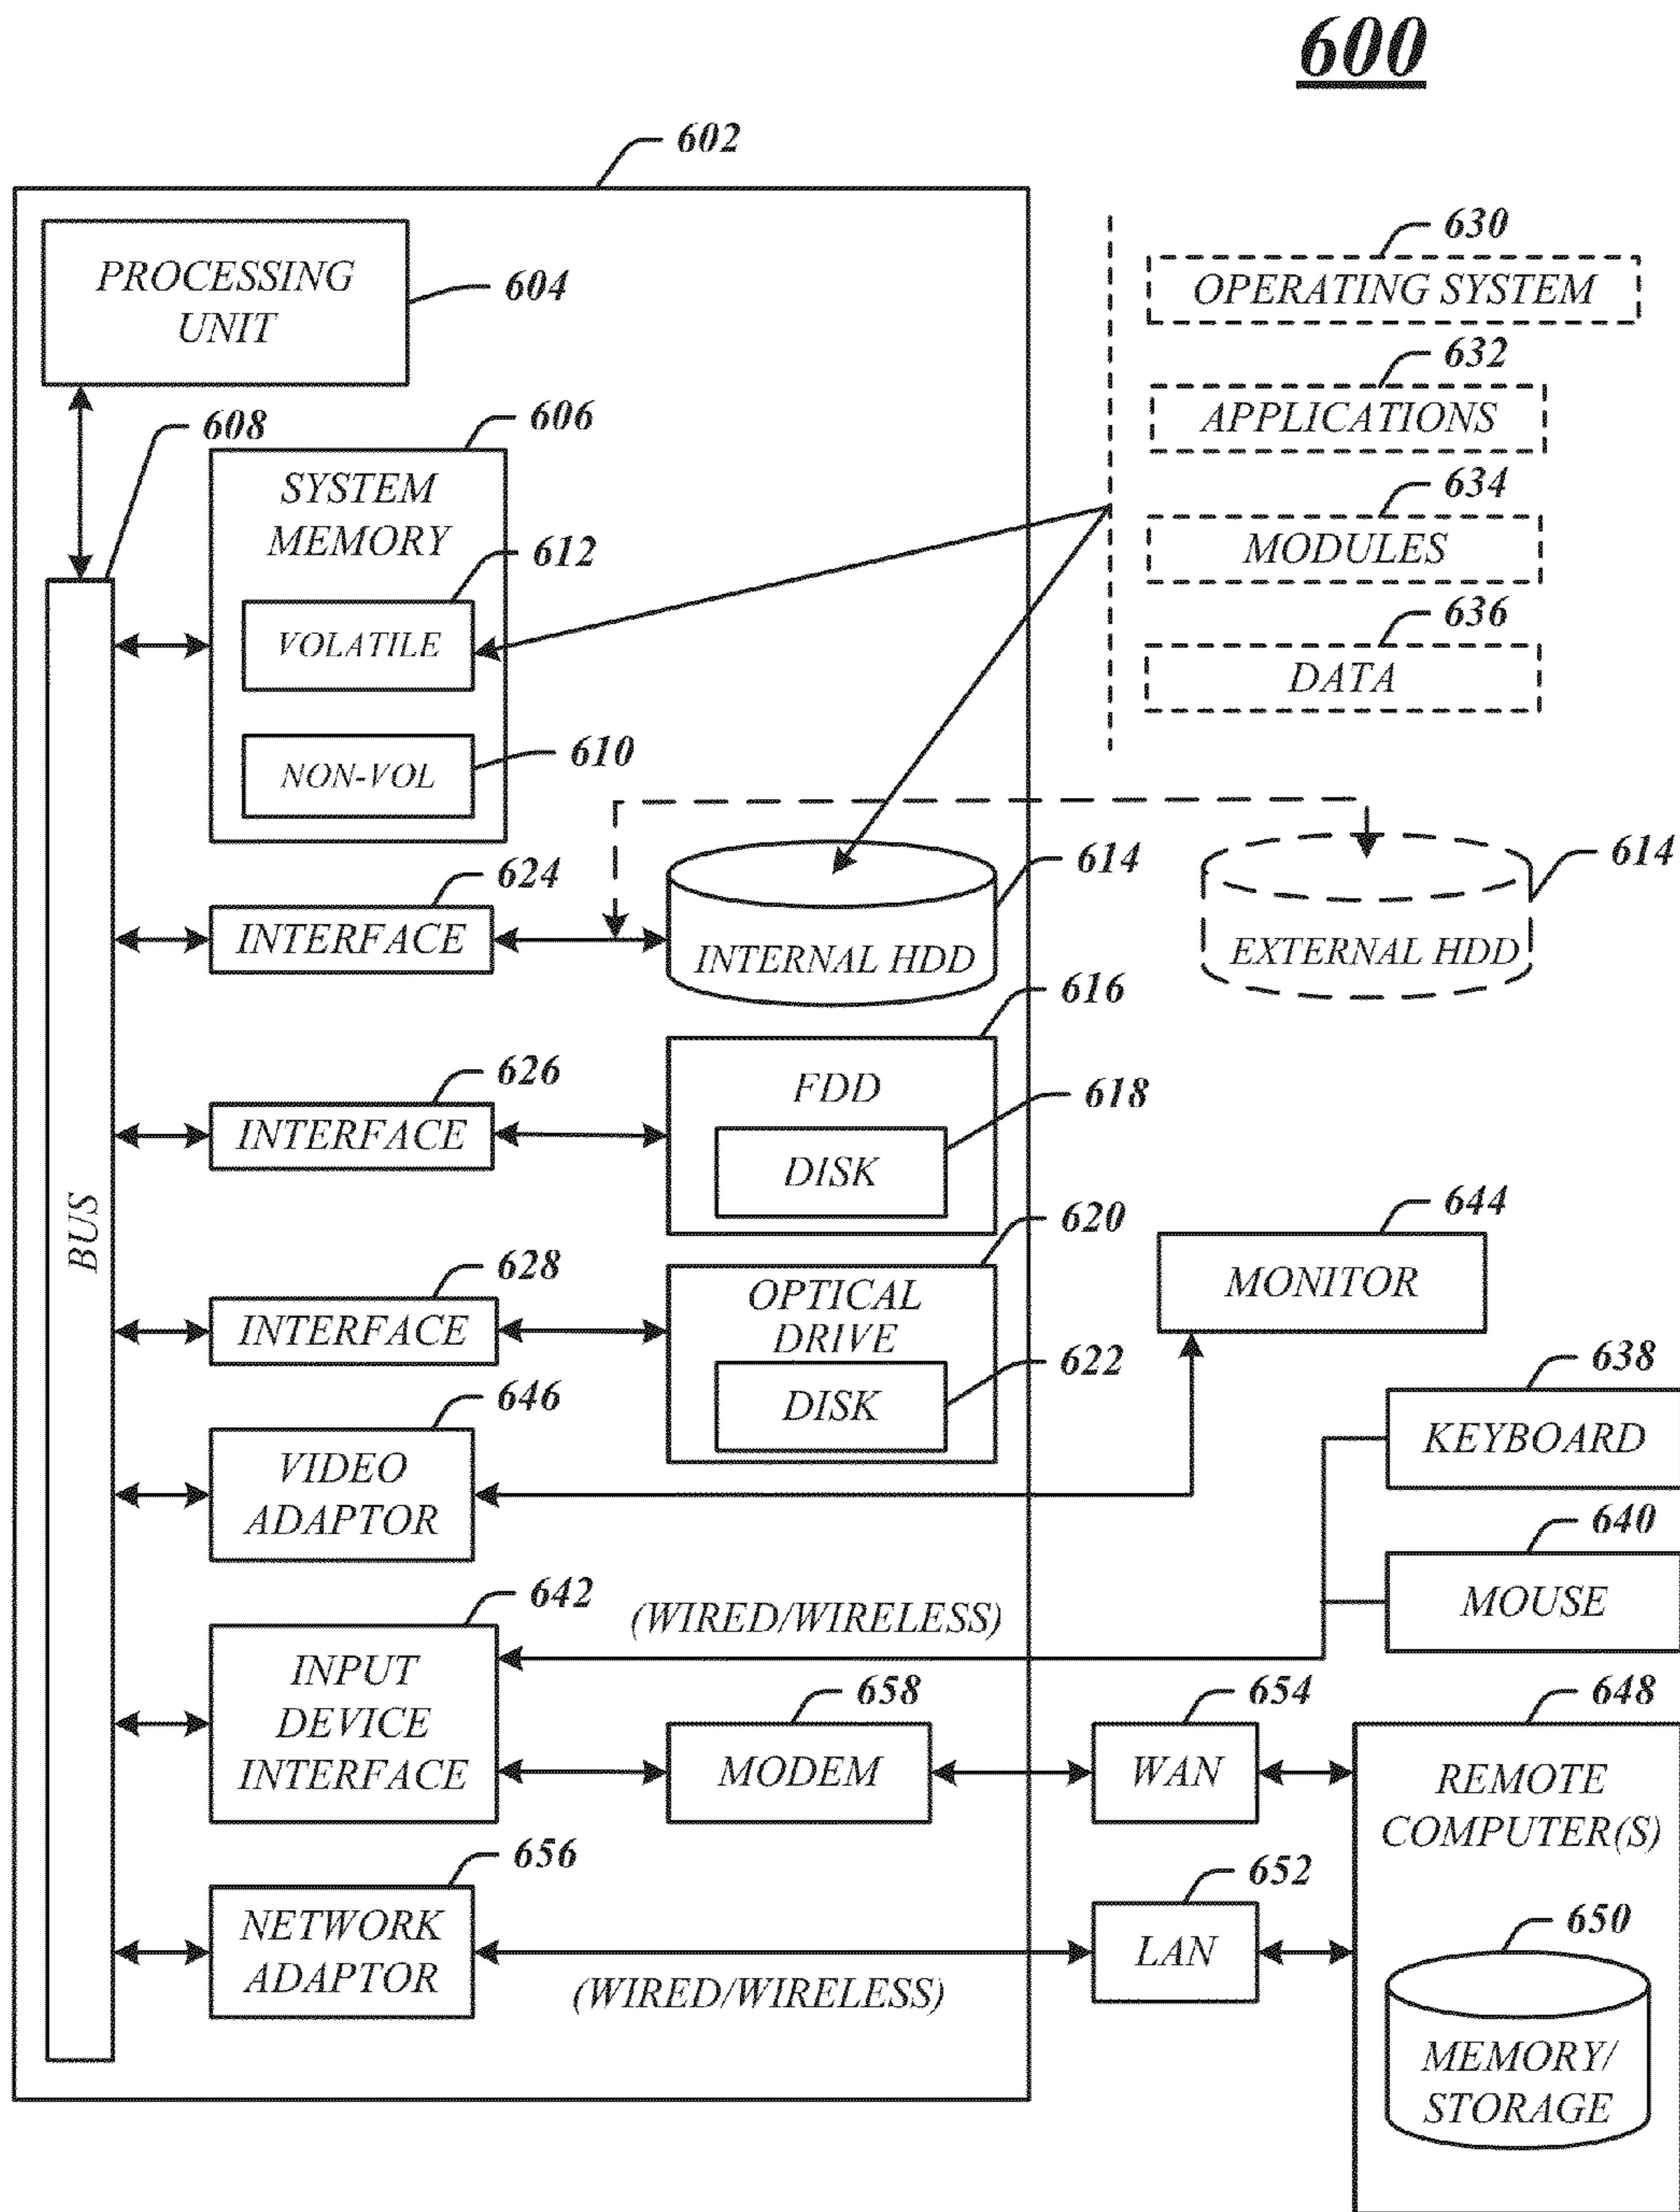 600
602
PROCESSING
UNIT
604
630
OPERATING SYSTEM
632
APPLICATIONS
634
MODULES
636
DATA
608
606
SYSTEM
MEMORY
612
VOLATILE
610
NON-VOL
BUS
624
INTERFACE
614
INTERNAL HDD
614
EXTERNAL HDD
626
INTERFACE
616
FDD
618
DISK
628
INTERFACE
620
OPTICAL
DRIVE
622
DISK
644
MONITOR
646
VIDEO
ADAPTOR
638
KEYBOARD
640
MOUSE
642
INPUT
DEVICE
INTERFACE
(WIRED/WIRELESS)
658
MODEM
654
WAN
648
REMOTE
COMPUTER(S)
656
NETWORK
ADAPTOR
(WIRED/WIRELESS)
652
LAN
650
MEMORY/
STORAGE